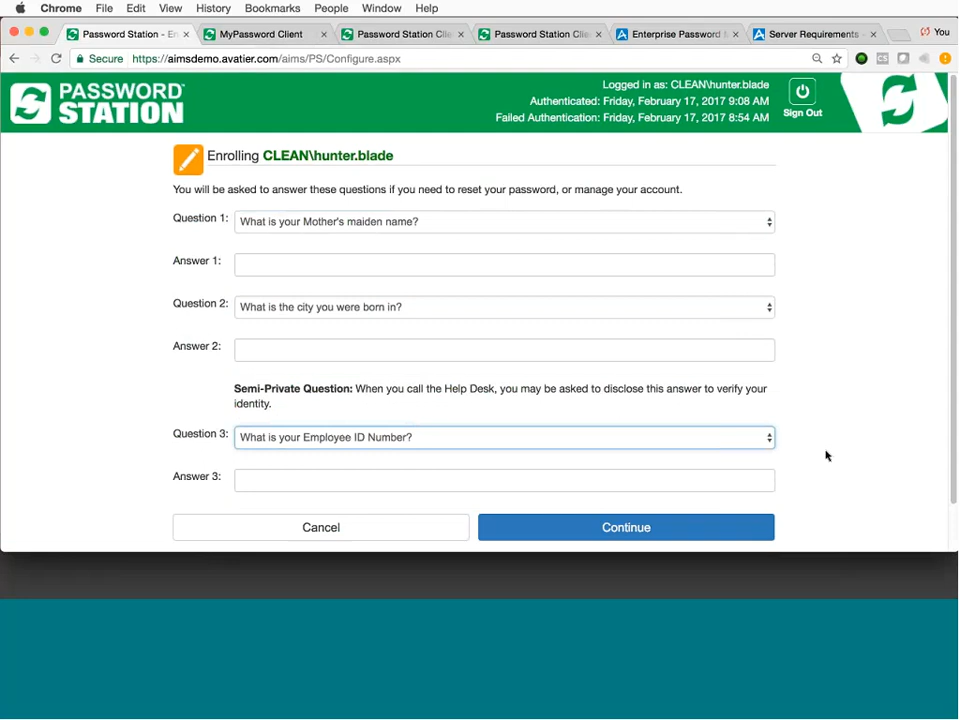 Chrome File Edit View History Bookmarks People Window Help
Password Station - En
MyPassword Client
Password Station Clie
Password Station Clie
Enterprise Password
Server Requirements -
You
Secure https://aimsdemo.avatier.com/aims/PS/Configure.aspx
PASSWORD
STATION
Logged in as: CLEAN\hunter.blade
Authenticated: Friday, February 17, 2017 9:08 AM
Failed Authentication: Friday, February 17, 2017 8:54 AM
Sign Out
Enrolling CLEAN\hunter.blade
You will be asked to answer these questions if you need to reset your password, or manage your account.
Question 1: What is your Mother's maiden name?
Answer 1:
Question 2: What is the city you were born in?
Answer 2:
Semi-Private Question: When you call the Help Desk, you may be asked to disclose this answer to verify your
identity.
Question 3: What is your Employee ID Number?
Answer 3:
Cancel
Continue